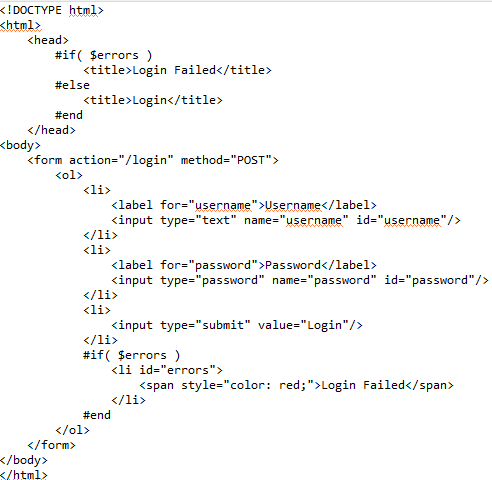 <!DOCTYPE html>
<html>
    <head>
        #if( $errors )
            <title>Login Failed</title>
        #else
            <title>Login</title>
        #end
    </head>
<body>
    <form action="/login" method="POST">
        <ol>
            <li>
                <label for="username">Username</label>
                <input type="text" name="username" id="username"/>
            </li>
            <li>
                <label for="password">Password</label>
                <input type="password" name="password" id="password"/>
            </li>
            <li>
                <input type="submit" value="Login"/>
            </li>
            #if( $errors )
                <li id="errors">
                    <span style="color: red;">Login Failed</span>
                </li>
            #end
        </ol>
    </form>
</body>
</html>